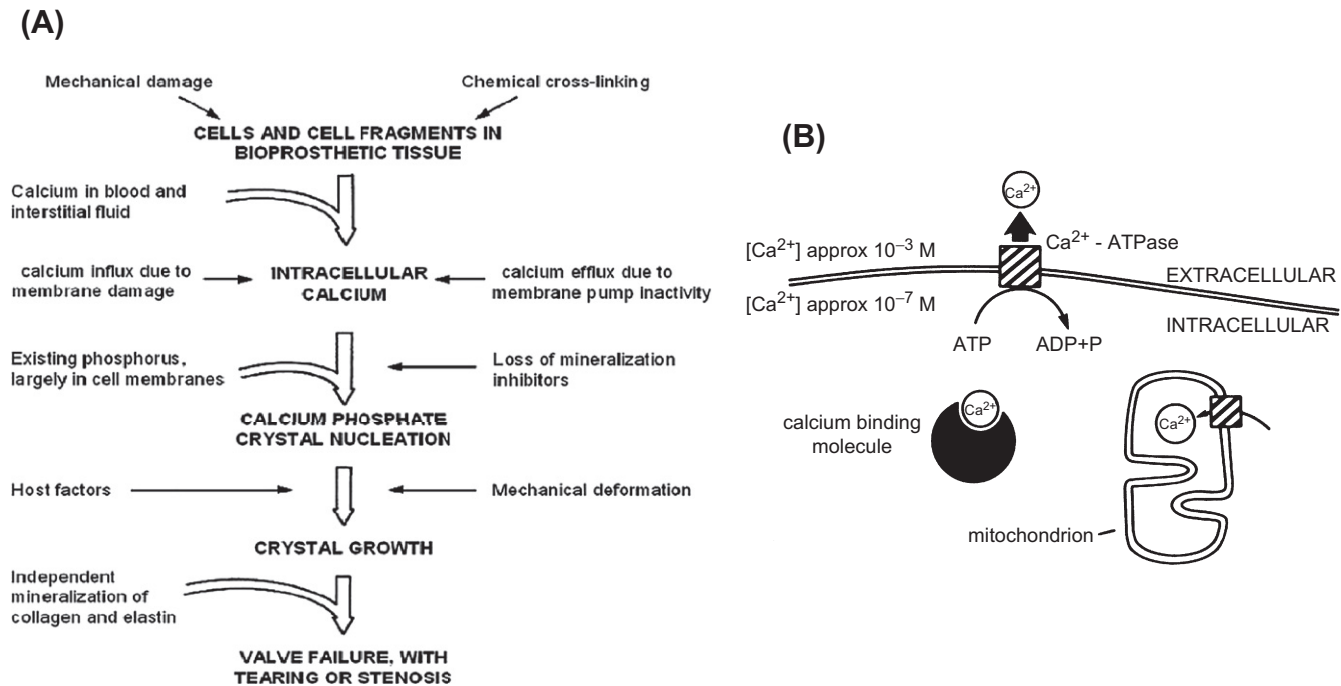 (A)
Mechanical damage
Chemical cross-linking
CELLS AND CELL FRAGMENTS IN
BIOPROSTHETIC TISSUE
Calcium in blood and
interstitial fluid
calcium influx due to
membrane damage
INTRACELLULAR
CALCIUM
calcium efflux due to
membrane pump inactivity
Existing phosphorus,
largely in cell membranes
Loss of mineralization
inhibitors
CALCIUM PHOSPHATE
CRYSTAL NUCLEATION
Host factors
Mechanical deformation
CRYSTAL GROWTH
Independent
mineralization of
collagen and elastin
VALVE FAILURE, WITH
TEARING OR STENOSIS
(B)
Ca²⁺
[Ca²⁺] approx 10⁻³ M
Ca²⁺ - ATPase
EXTRACELLULAR
[Ca²⁺] approx 10⁻⁷ M
INTRACELLULAR
ATP
ADP+P
Ca²⁺
calcium binding
molecule
Ca²⁺
mitochondrion